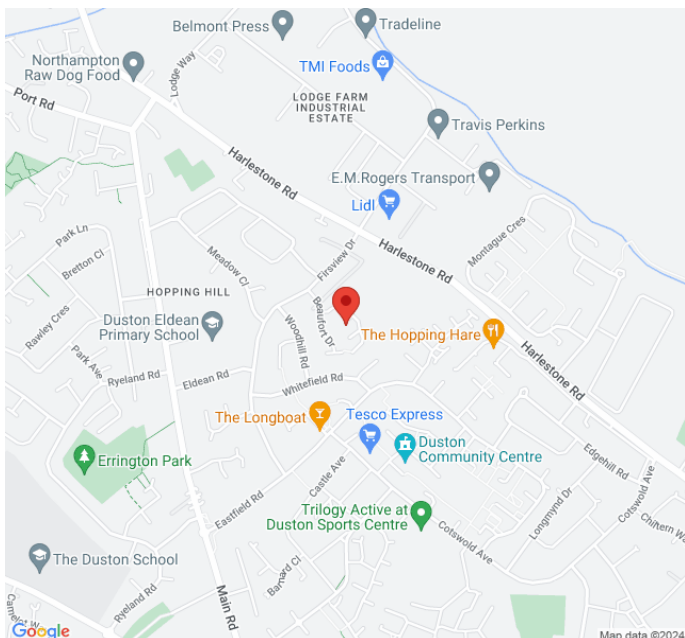 Belmont Press
Tradeline
Northampton
Raw Dog Food
Lodge Way
TMI Foods
Port Rd
LODGE FARM
INDUSTRIAL
ESTATE
Travis Perkins
Harlestone Rd
E.M.Rogers Transport
Lidl
Park Ln
Bretton Cl
Meadow Cl
Firsview Dr
Harlestone Rd
Montague Cres
HOPPING HILL
Rawley Cres
Duston Eldean
Primary School
Beaufort Dr
Woodhill Rd
The Hopping Hare
Harlestone Rd
Park Ave
Ryeland Rd
Eldean Rd
Whitefield Rd
The Longboat
Tesco Express
Duston
Community Centre
Errington Park
Castle Ave
Edgehill Rd
Cotswold Ave
Longmynd Dr
Chiltern Wa
Eastfield Rd
Trilogy Active at
Duston Sports Centre
Cotswold Ave
The Duston School
Barnard Cl
Ryeland Rd
Main Rd
Camelot W
Google
Map data ©2024